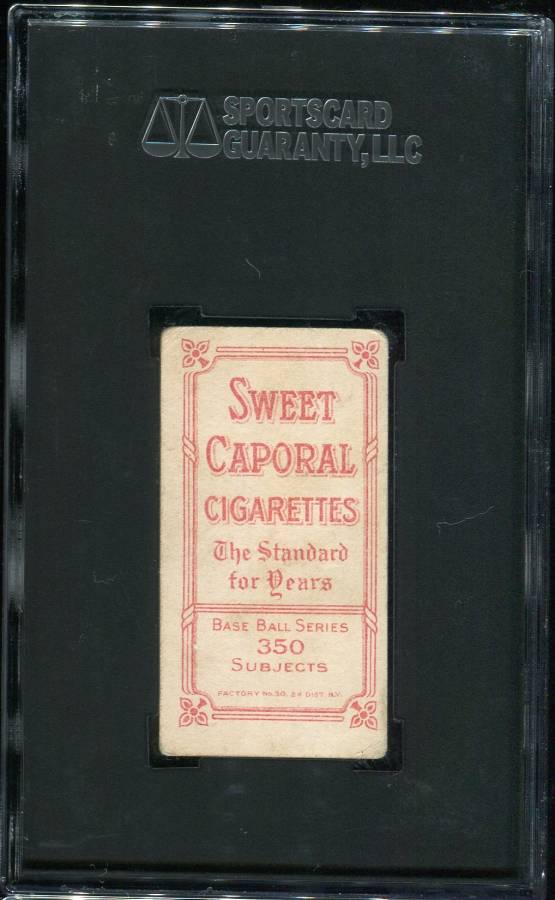 SPORTSCARD
GUARANTY, LLC
SWEET
CAPORAL
CIGARETTES
The Standard
for Years
BASE BALL SERIES
350
SUBJECTS
FACTORY No. 30, 2d DIST. N.Y.